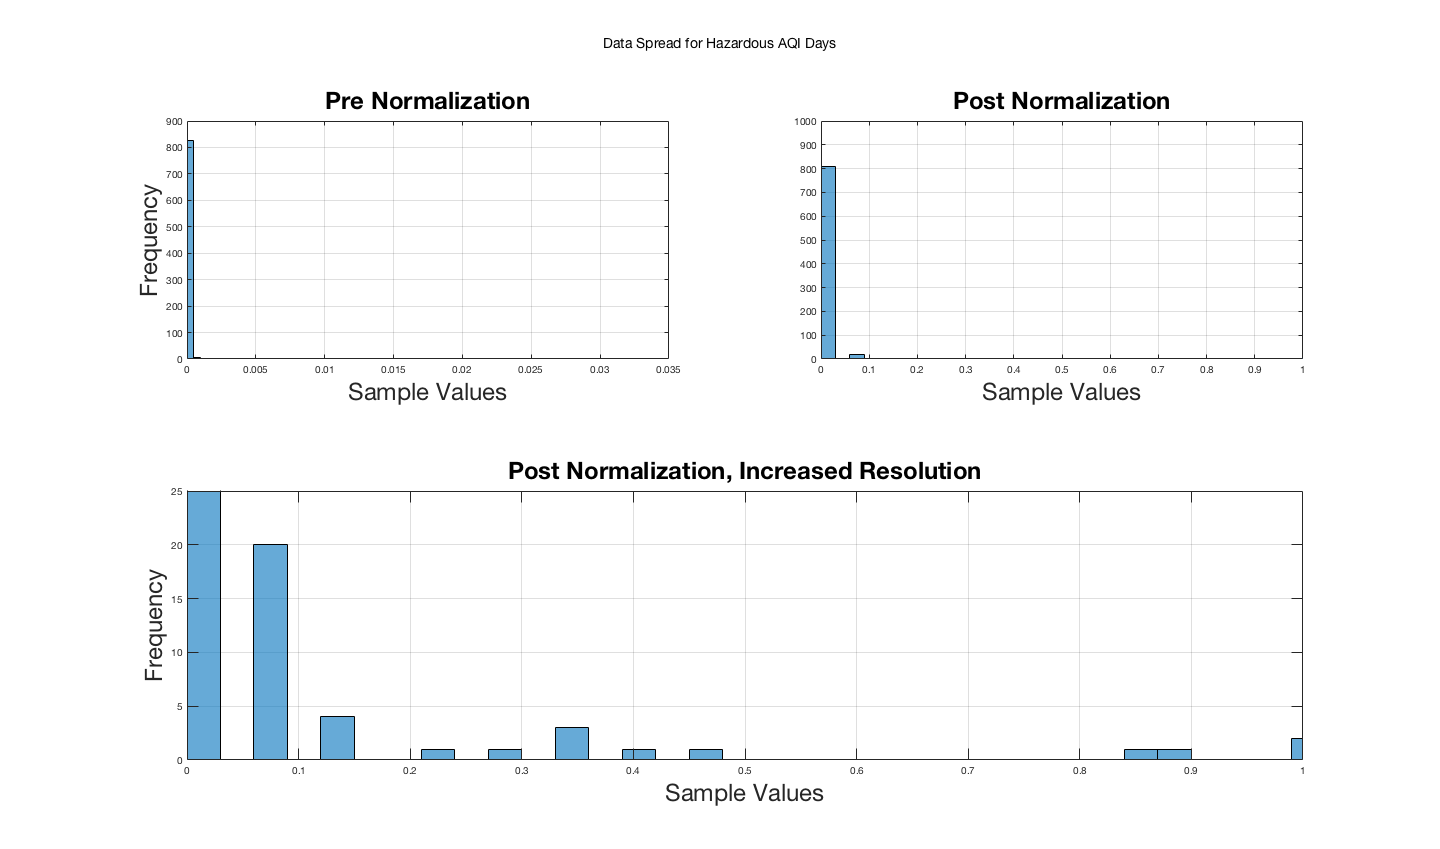 Data Spread for Hazardous AQI Days
Pre Normalization
900
800
700
600
500
400
300
200
100
0
Frequency
0 0.005 0.01 0.015 0.02 0.025 0.03 0.035
Sample Values
Post Normalization
1000
900
800
700
600
500
400
300
200
100
0
0 0.1 0.2 0.3 0.4 0.5 0.6 0.7 0.8 0.9 1
Sample Values
Post Normalization, Increased Resolution
25
20
15
10
5
0
Frequency
0 0.1 0.2 0.3 0.4 0.5 0.6 0.7 0.8 0.9 1
Sample Values